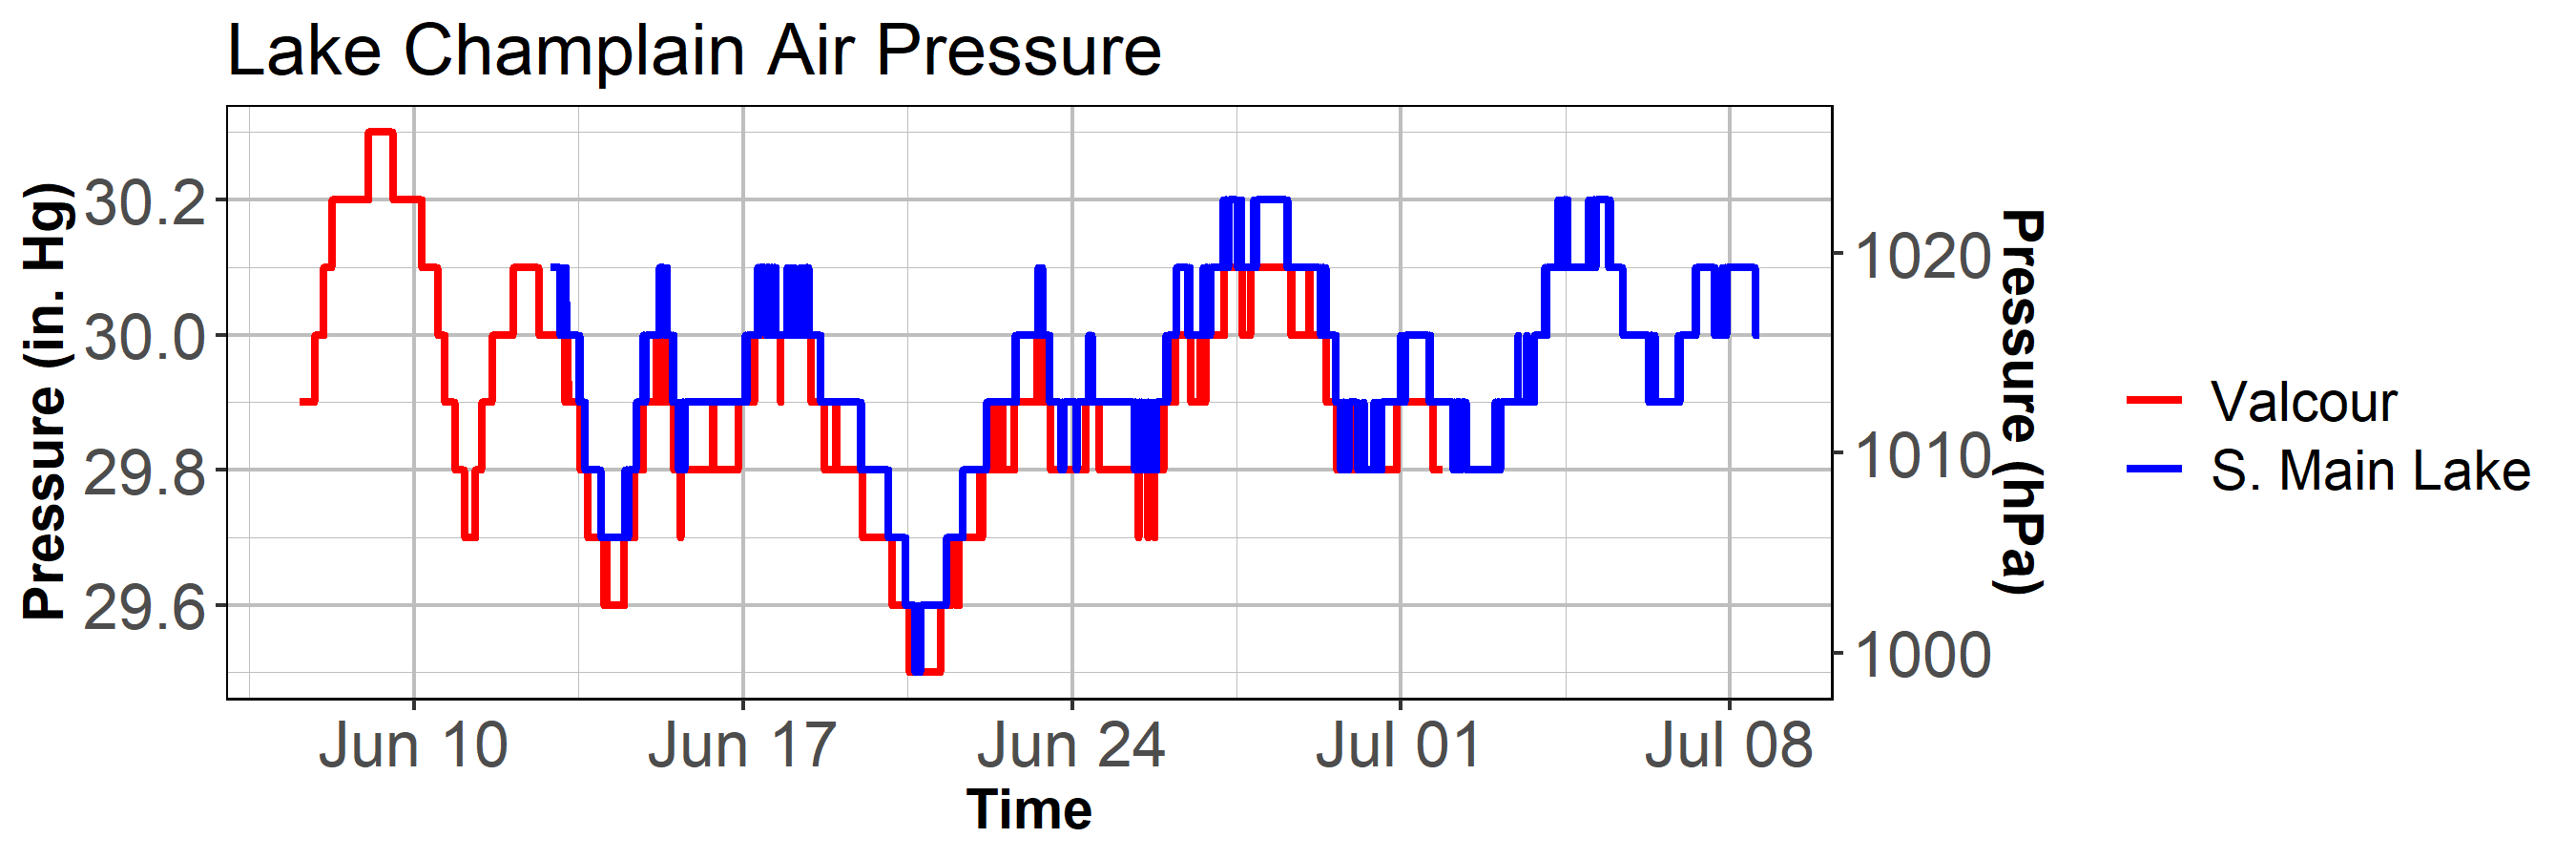 Lake Champlain Air Pressure
Pressure (in. Hg)
30.2
30.0
29.8
29.6
1020
1010
1000
Pressure (hPa)
Jun 10
Jun 17
Jun 24
Jul 01
Jul 08
Time
Valcour
S. Main Lake